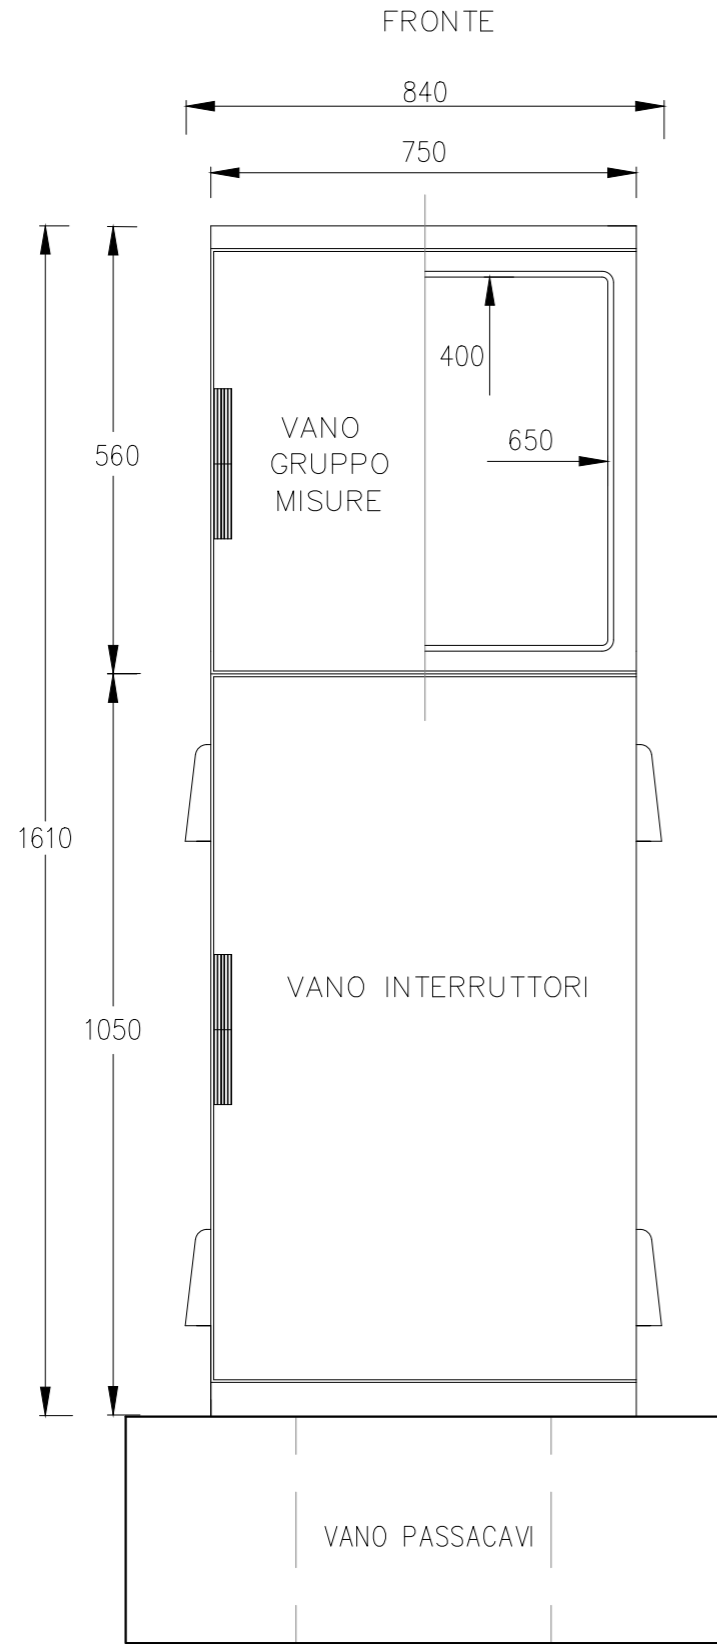 FRONTE
840
750
400
650
VANO
GRUPPO
MISURE
560
1610
VANO INTERRUTTORI
1050
VANO PASSACAVI